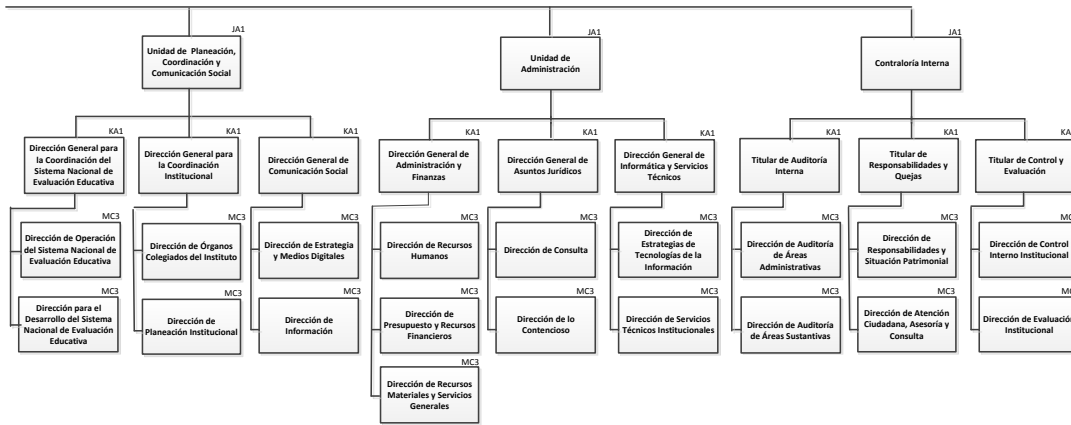 JA1
Unidad de Planeación,
Coordinación y
Comunicación Social
JA1
Unidad de
Administración
JA1
Contraloría Interna
KA1
Dirección General para
la Coordinación del
Sistema Nacional de
Evaluación Educativa
KA1
Dirección General para
la Coordinación
Institucional
KA1
Dirección General de
Comunicación Social
KA1
Dirección General de
Administración y
Finanzas
KA1
Dirección General de
Asuntos Jurídicos
KA1
Dirección General de
Informática y Servicios
Técnicos
KA1
Titular de Auditoría
Interna
KA1
Titular de
Responsabilidades y
Quejas
KA
Titular de Control y
Evaluación
MC3
Dirección de Operación
del Sistema Nacional de
Evaluación Educativa
MC3
Dirección de Órganos
Colegiados del Instituto
MC3
Dirección de Estrategia
y Medios Digitales
MC3
Dirección de Recursos
Humanos
MC3
Dirección de Consulta
MC3
Dirección de
Estrategias de
Tecnologías de la
Información
MC3
Dirección de Auditoría
de Áreas
Administrativas
MC3
Dirección de
Responsabilidades y
Situación Patrimonial
MC
Dirección de Control
Interno Institucional
MC3
Dirección para el
Desarrollo del Sistema
Nacional de Evaluación
Educativa
MC3
Dirección de
Planeación Institucional
MC3
Dirección de
Información
MC3
Dirección de
Presupuesto y Recursos
Financieros
MC3
Dirección de lo
Contencioso
MC3
Dirección de Servicios
Técnicos Institucionales
MC3
Dirección de Auditoría
de Áreas Sustantivas
MC3
Dirección de Atención
Ciudadana, Asesoría y
Consulta
MC
Dirección de Evaluación
Institucional
MC3
Dirección de Recursos
Materiales y Servicios
Generales